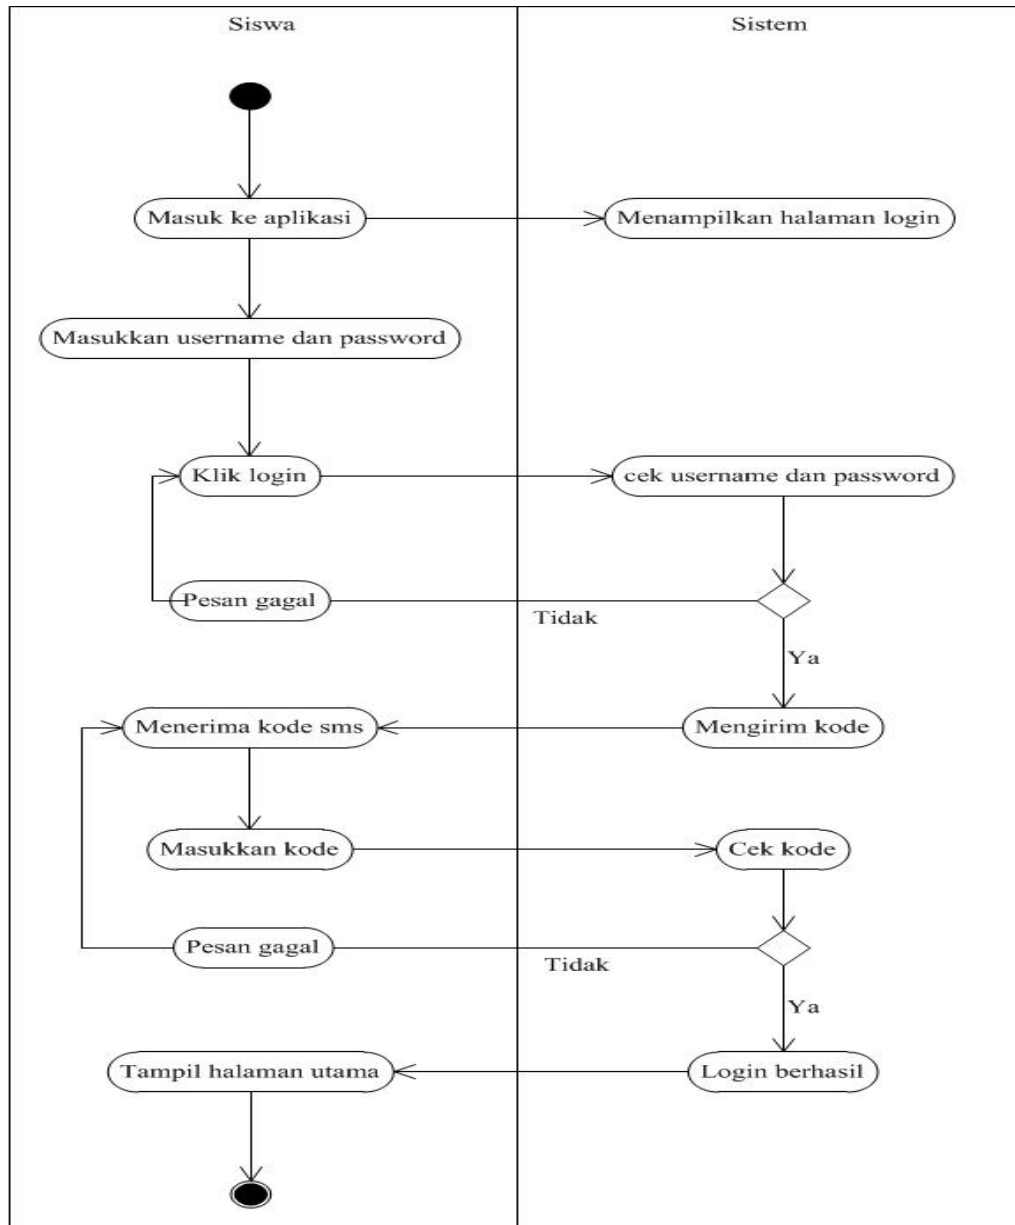 Siswa
Sistem
Masuk ke aplikasi
Menampilkan halaman login
Masukkan username dan password
Klik login
cek username dan password
Pesan gagal
Tidak
Ya
Menerima kode sms
Mengirim kode
Masukkan kode
Cek kode
Pesan gagal
Tidak
Ya
Tampil halaman utama
Login berhasil